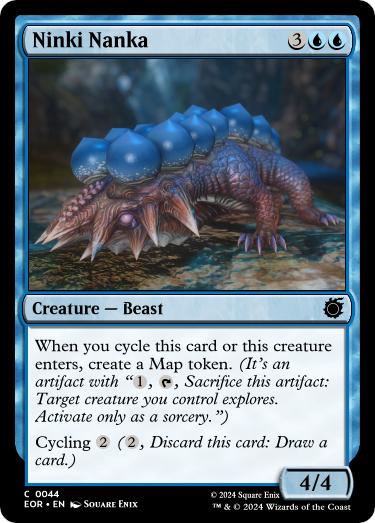 Ninki Nanka 3
Creature — Beast
When you cycle this card or this creature
enters, create a Map token. (It's an
artifact with “1, , Sacrifice this artifact:
Target creature you control explores.
Activate only as a sorcery.”)
Cycling 2 (2, Discard this card: Draw a
card.)
4/4
C 0044
EOR • EN SQUARE ENIX
© 2024 Square Enix
™ & © 2024 Wizards of the Coast